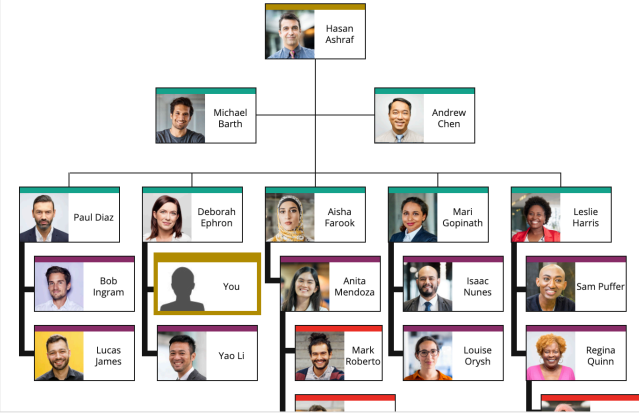 Hasan
Ashraf
Michael
Barth
Andrew
Chen
Paul Diaz
Deborah
Ephron
Aisha
Farook
Mari
Gopinath
Leslie
Harris
Bob
Ingram
You
Anita
Mendoza
Isaac
Nunes
Sam Puffer
Lucas
James
Yao Li
Mark
Roberto
Louise
Orysh
Regina
Quinn